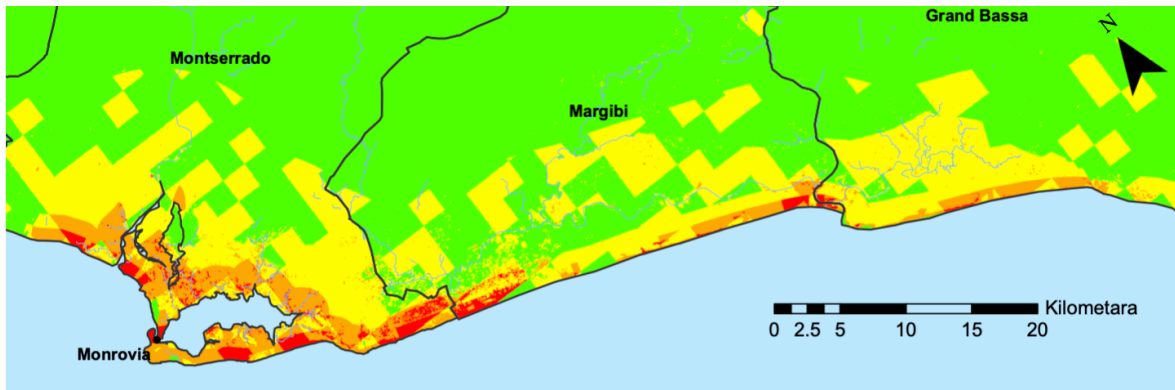 Grand Bassa
N
Montserrado
Margibi
Kilometara
0 2.5 5 10 15 20
Monrovia